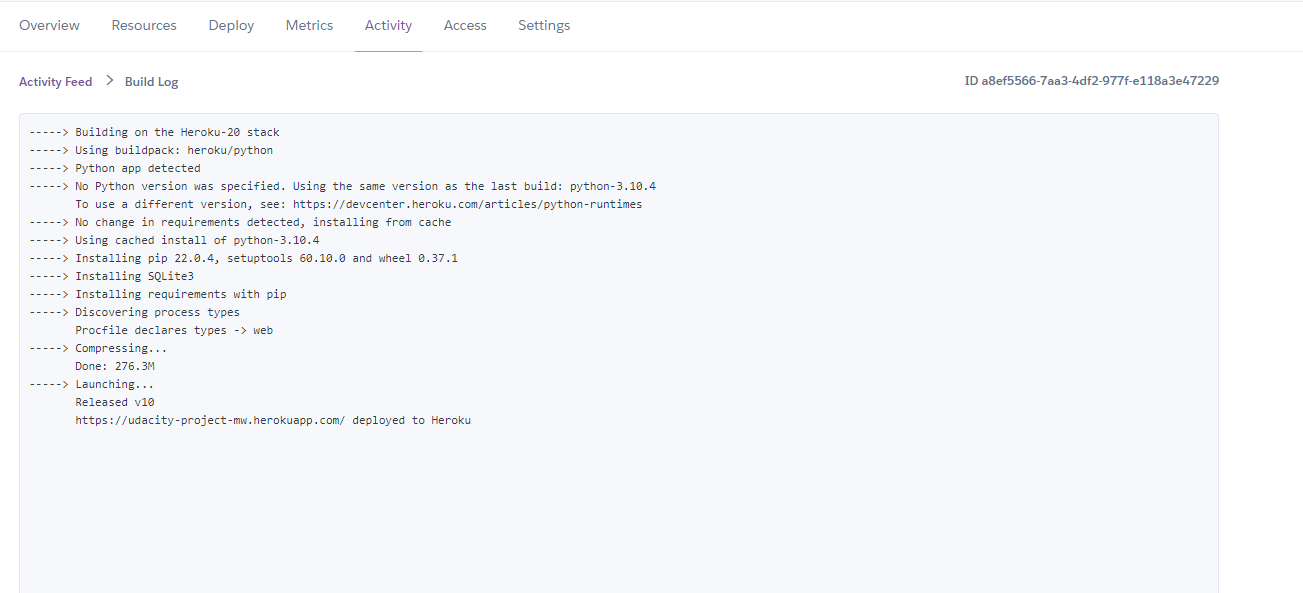 Overview Resources Deploy Metrics Activity Access Settings
Activity Feed > Build Log ID a8ef5566-7aa3-4df2-977f-e118a3e47229
-----> Building on the Heroku-20 stack
-----> Using buildpack: heroku/python
-----> Python app detected
-----> No Python version was specified. Using the same version as the last build: python-3.10.4
To use a different version, see: https://devcenter.heroku.com/articles/python-runtimes
-----> No change in requirements detected, installing from cache
-----> Using cached install of python-3.10.4
-----> Installing pip 22.0.4, setuptools 60.10.0 and wheel 0.37.1
-----> Installing SQLite3
-----> Installing requirements with pip
-----> Discovering process types
Procfile declares types -> web
-----> Compressing...
Done: 276.3M
-----> Launching...
Released v10
https://udacity-project-mw.herokuapp.com/ deployed to Heroku